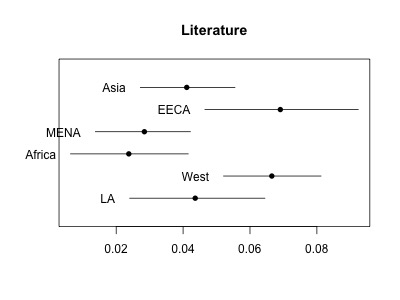 Literature
Asia
EECA
MENA
Africa
West
LA
0.02 0.04 0.06 0.08